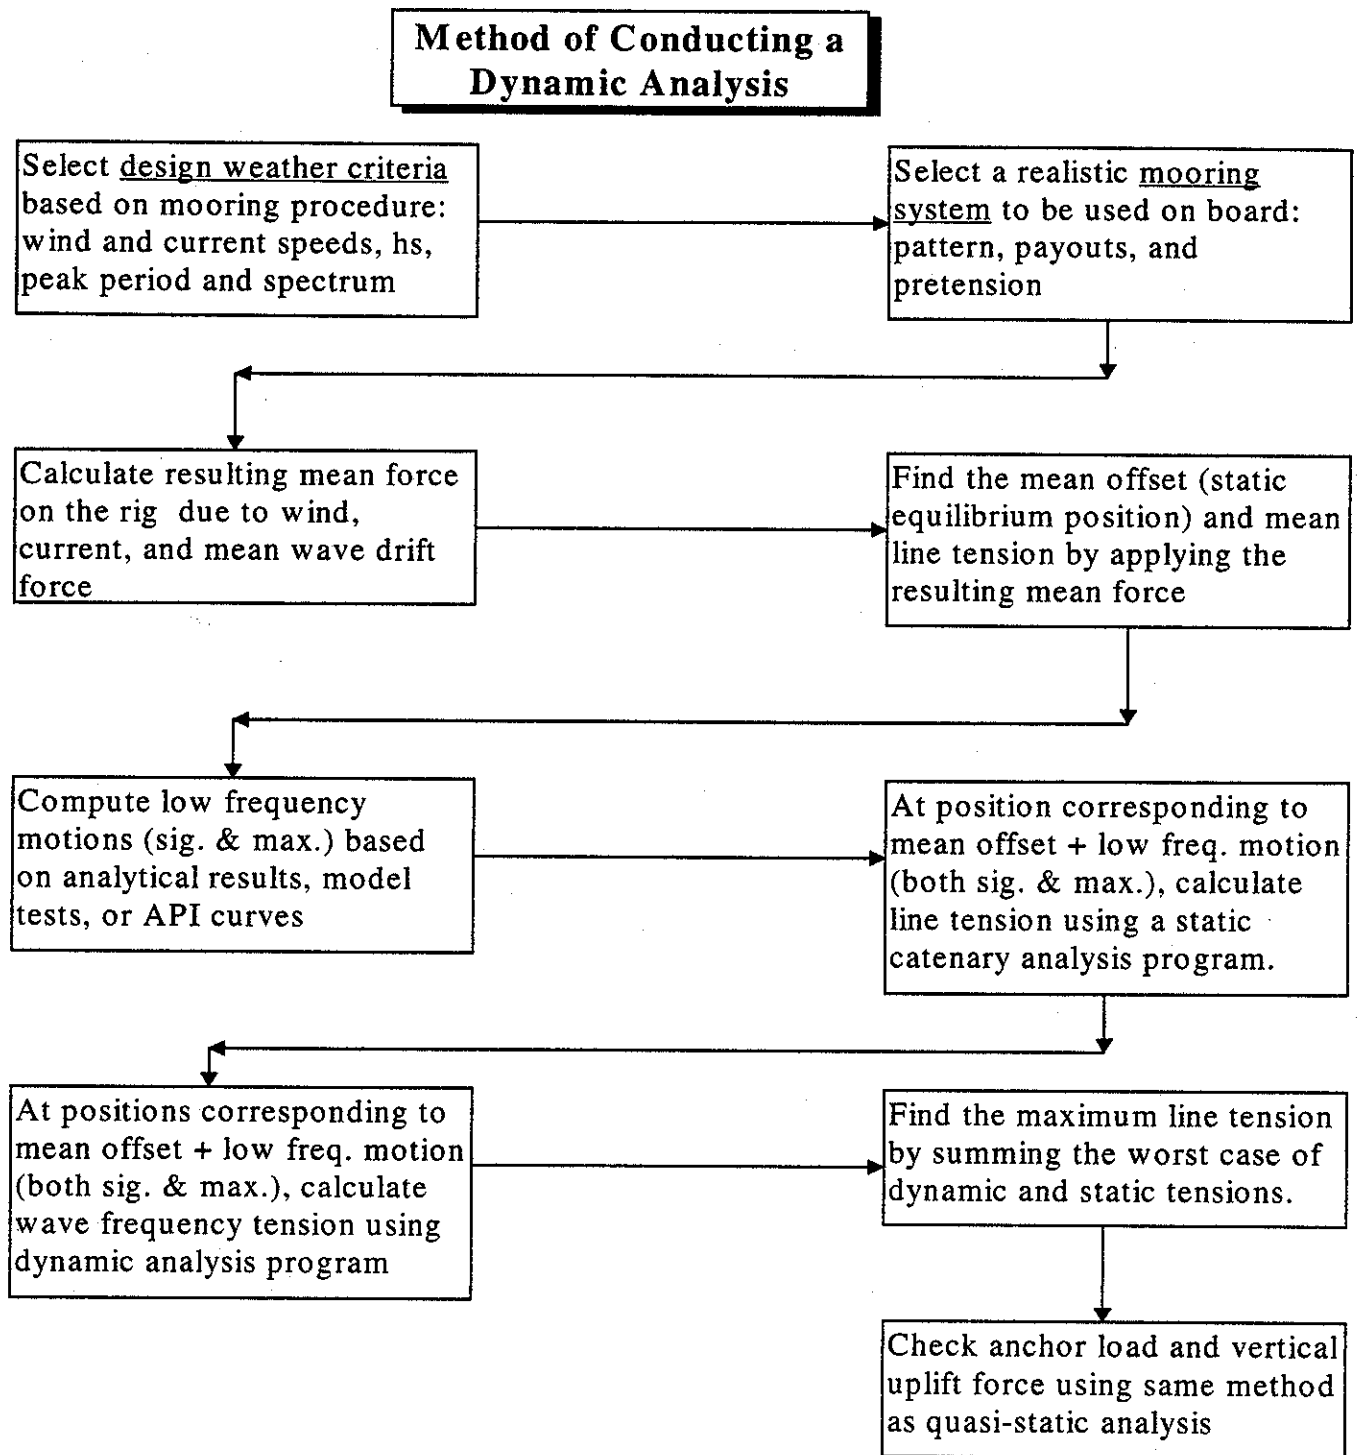 Method of Conducting a
Dynamic Analysis
Select design weather criteria
based on mooring procedure:
wind and current speeds, hs,
peak period and spectrum
Select a realistic mooring
system to be used on board:
pattern, payouts, and
pretension
Calculate resulting mean force
on the rig due to wind,
current, and mean wave drift
force
Find the mean offset (static
equilibrium position) and mean
line tension by applying the
resulting mean force
Compute low frequency
motions (sig. & max.) based
on analytical results, model
tests, or API curves
At position corresponding to
mean offset + low freq. motion
(both sig. & max.), calculate
line tension using a static
catenary analysis program.
At positions corresponding to
mean offset + low freq. motion
(both sig. & max.), calculate
wave frequency tension using
dynamic analysis program
Find the maximum line tension
by summing the worst case of
dynamic and static tensions.
Check anchor load and vertical
uplift force using same method
as quasi-static analysis